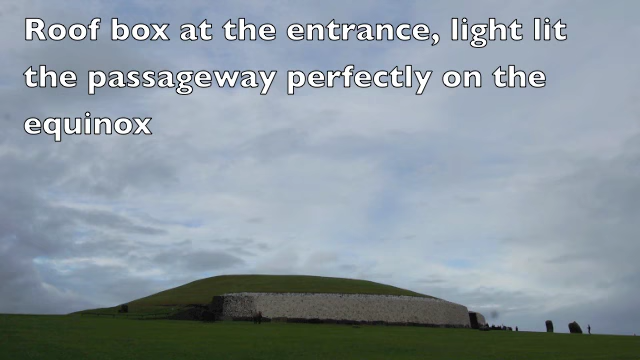 Roof box at the entrance, light lit
the passageway perfectly on the
equinox